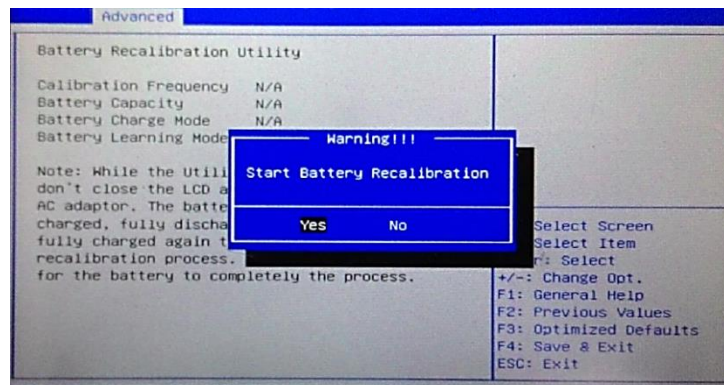 Advanced
Battery Recalibration Utility
Calibration Frequency N/A
Battery Capacity N/A
Battery Charge Mode N/A
Battery Learning Mode
Warning!!!
Start Battery Recalibration
Yes No
Note: While the Utili
don't close the LCD a
AC adaptor. The batte
charged, fully discha
fully charged again t
recalibration process.
for the battery to completely the process.
Select Screen
Select Item
r: Select
+/-: Change Opt.
F1: General Help
F2: Previous Values
F3: Optimized Defaults
F4: Save & Exit
ESC: Exit